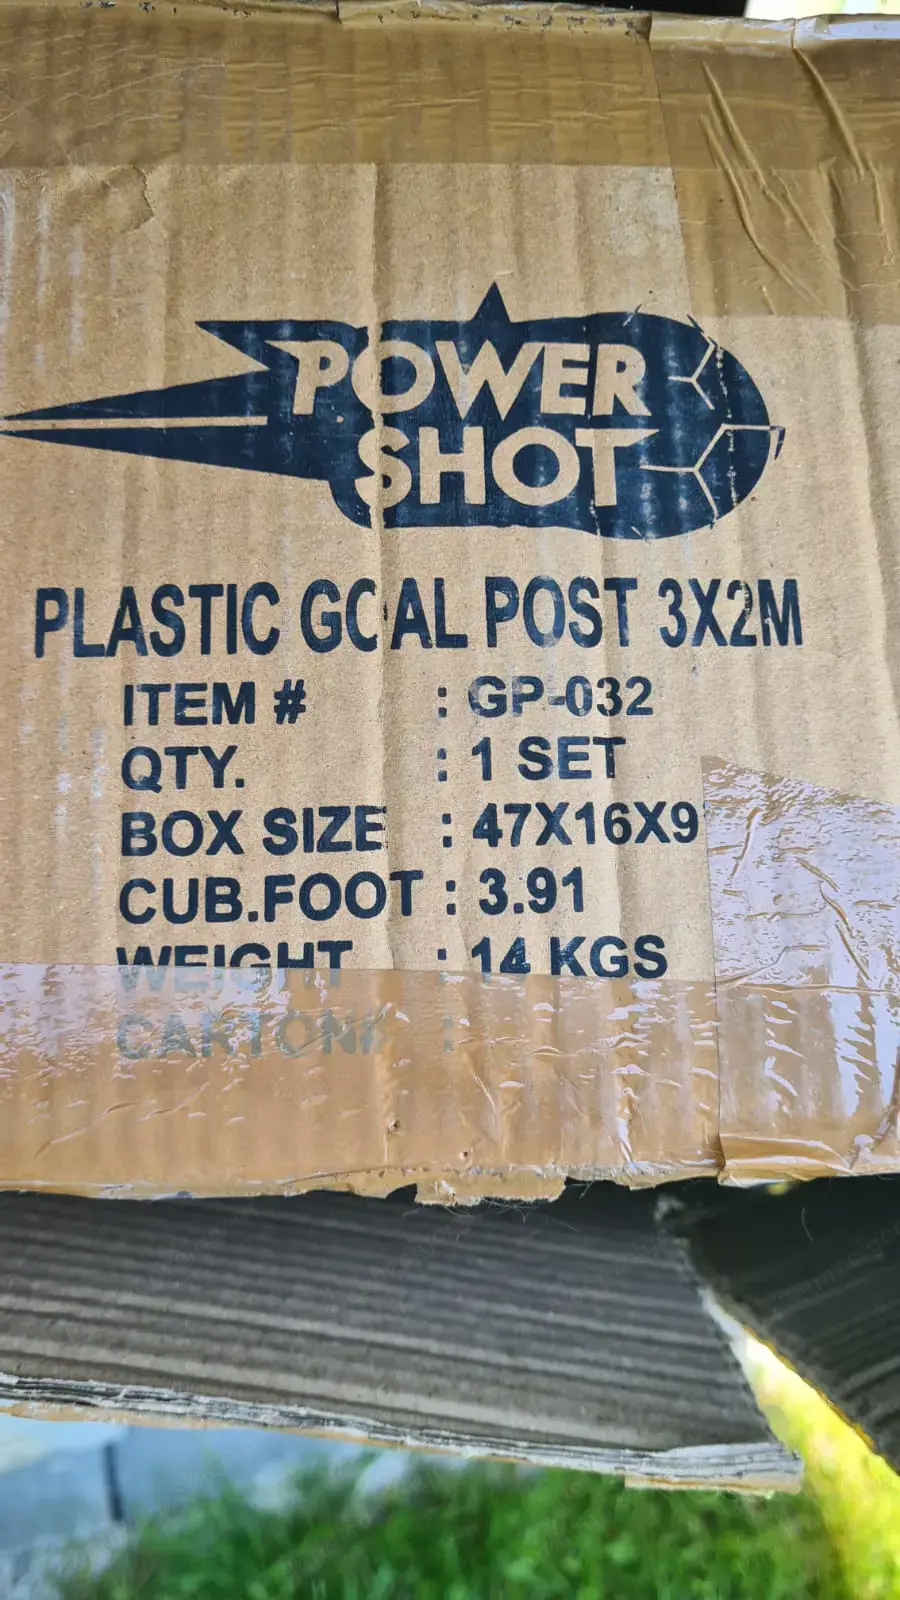 POWER
SHOT
PLASTIC GOAL POST 3X2M
ITEM # : GP-032
QTY. : 1 SET
BOX SIZE : 47X16X9
CUB.FOOT : 3.91
WEIGHT : 14 KGS
CARTON# :